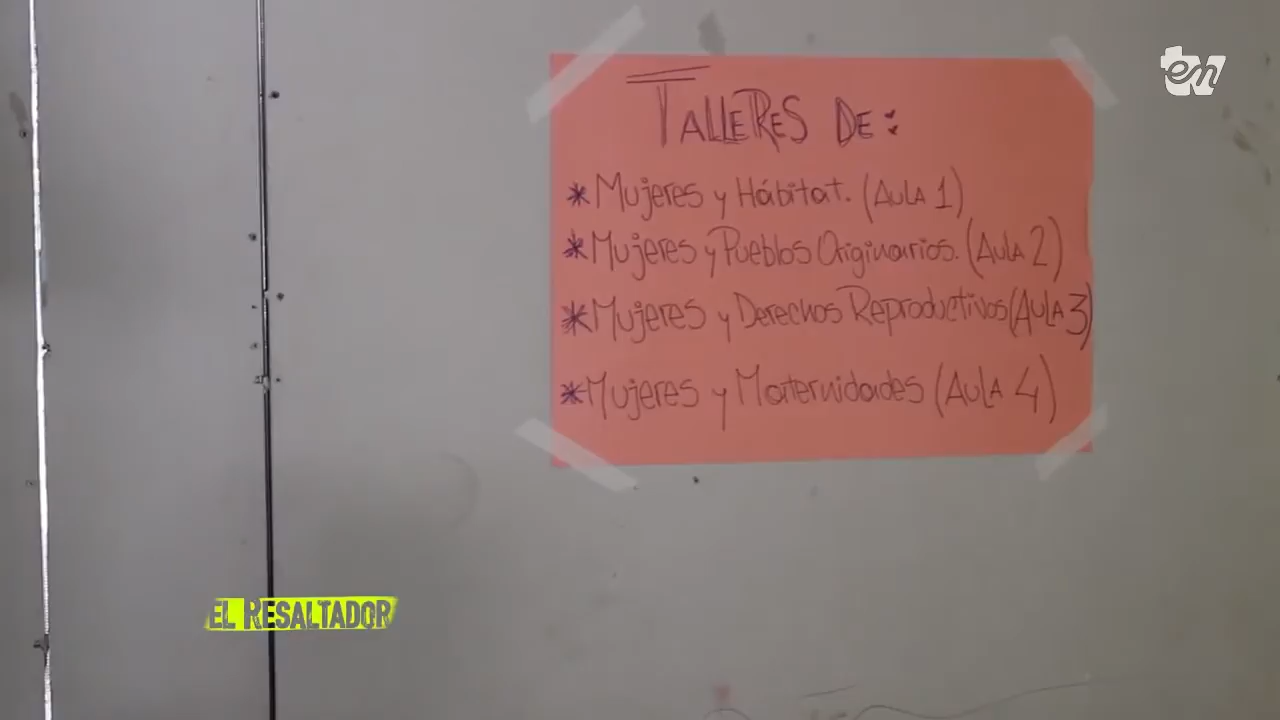 TALLERES DE:
* Mujeres y Hábitat. (AULA 1)
* Mujeres y Pueblos Originarios. (AULA 2)
* Mujeres y Derechos Reproductivos (AULA 3)
* Mujeres y Maternidades (AULA 4)
EL RESALTADOR